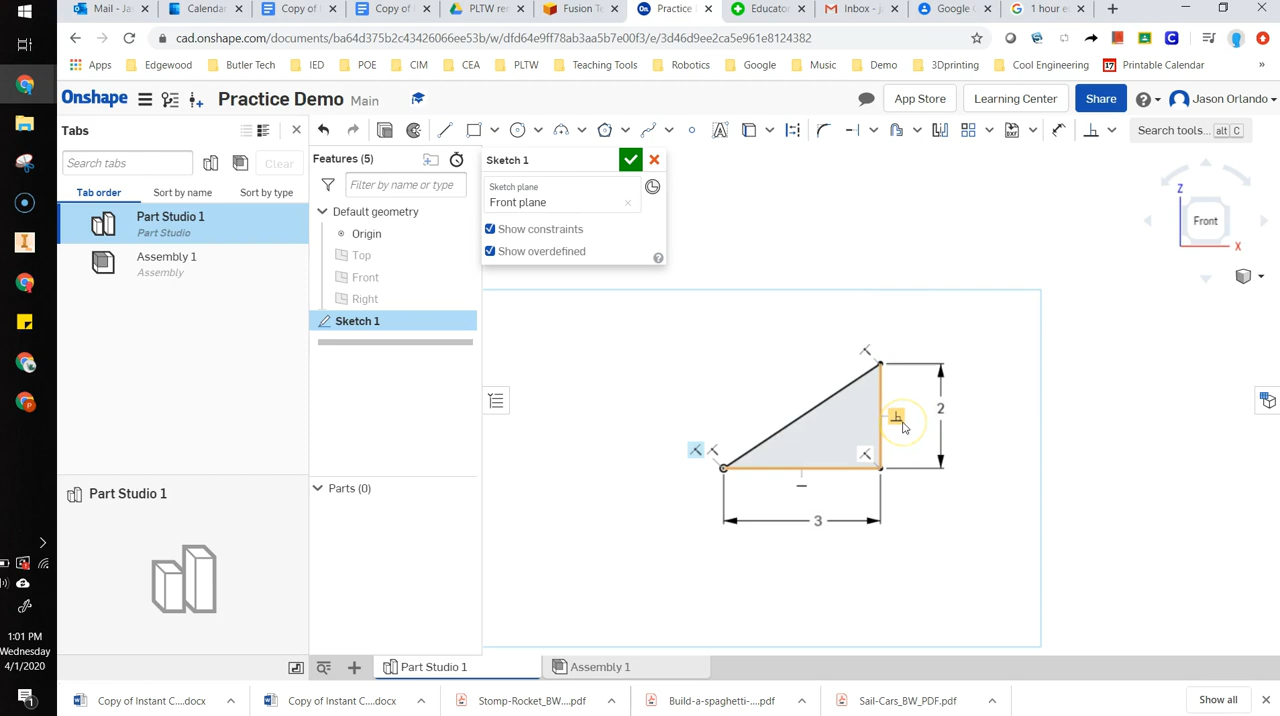 Mail - Ja
Calendar
Copy of I
Copy of I
PLTW rer
Fusion Te
Practice
Educator
Inbox - ji
Google C
1 hour es
cad.onshape.com/documents/ba64d375b2c43426066ee53b/w/dfd64e9ff78ab3aa5b7e00f3/e/3d46d9ee2ca5e961e8124382
Apps
Edgewood
Butler Tech
IED
POE
CIM
CEA
PLTW
Teaching Tools
Robotics
Google
Music
Demo
3Dprinting
Cool Engineering
17
Printable Calendar
»
Onshape
Practice Demo
Main
App Store
Learning Center
Share
Jason Orlando
Tabs
Features (5)
Sketch 1
Search tools...
alt
C
Search tabs
Clear
Filter by name or type
Sketch plane
Front plane
Tab order
Sort by name
Sort by type
Default geometry
Show constraints
Show overdefined
Part Studio 1
Part Studio
Assembly 1
Assembly
Origin
Top
Front
Right
Sketch 1
Z
Front
X
2
3
Part Studio 1
Parts (0)
1:01 PM
Wednesday
4/1/2020
1
Part Studio 1
Assembly 1
Copy of Instant C....docx
Copy of Instant C....docx
Stomp-Rocket_BW....pdf
Build-a-spaghetti-....pdf
Sail-Cars_BW_PDF.pdf
Show all